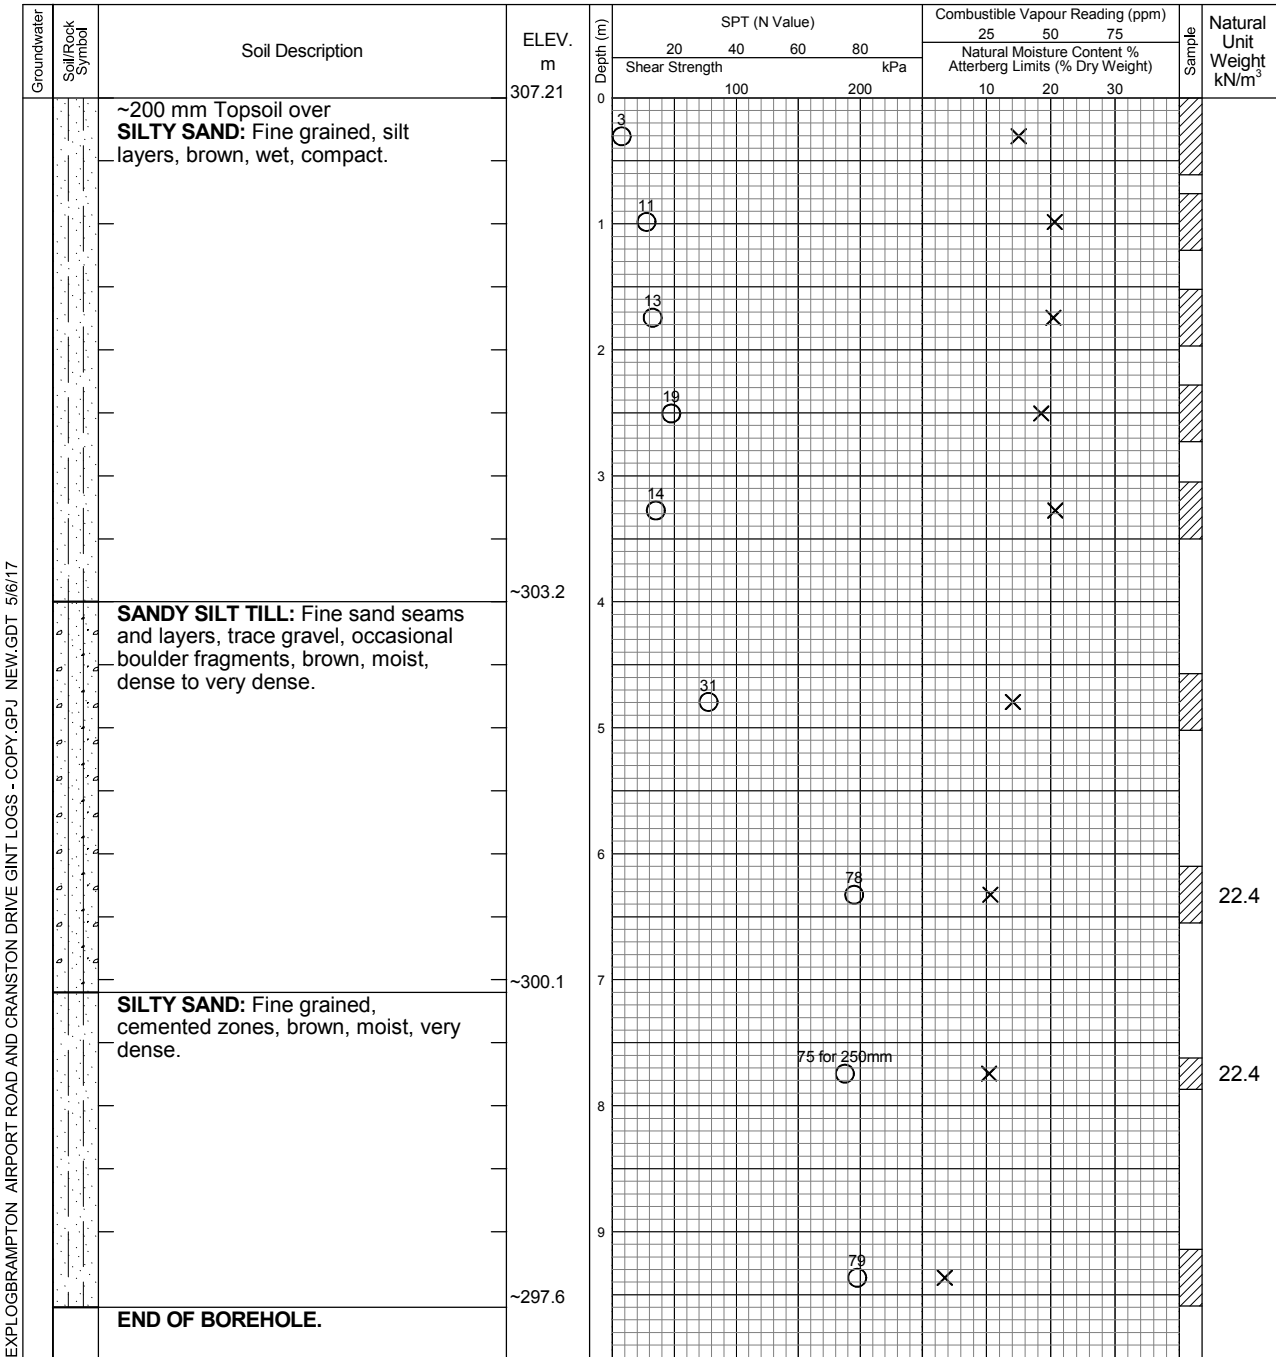 Groundwater
Soil/Rock
Symbol
Soil Description
ELEV.
m
Depth (m)
SPT (N Value)
20 40 60 80
Shear Strength kPa
100 200
Combustible Vapour Reading (ppm)
25 50 75
Natural Moisture Content %
Atterberg Limits (% Dry Weight)
10 20 30
Sample
Natural
Unit
Weight
kN/m3
307.21
0
~200 mm Topsoil over
SILTY SAND: Fine grained, silt
layers, brown, wet, compact.
3
11
1
13
2
19
3
14
~303.2
4
SANDY SILT TILL: Fine sand seams
and layers, trace gravel, occasional
boulder fragments, brown, moist,
dense to very dense.
31
5
6
78
22.4
~300.1
7
SILTY SAND: Fine grained,
cemented zones, brown, moist, very
dense.
75 for 250mm
22.4
8
9
79
~297.6
END OF BOREHOLE.
EXPLOGBRAMPTON AIRPORT ROAD AND CRANSTON DRIVE GINT LOGS - COPY.GPJ NEW.GDT 5/6/17